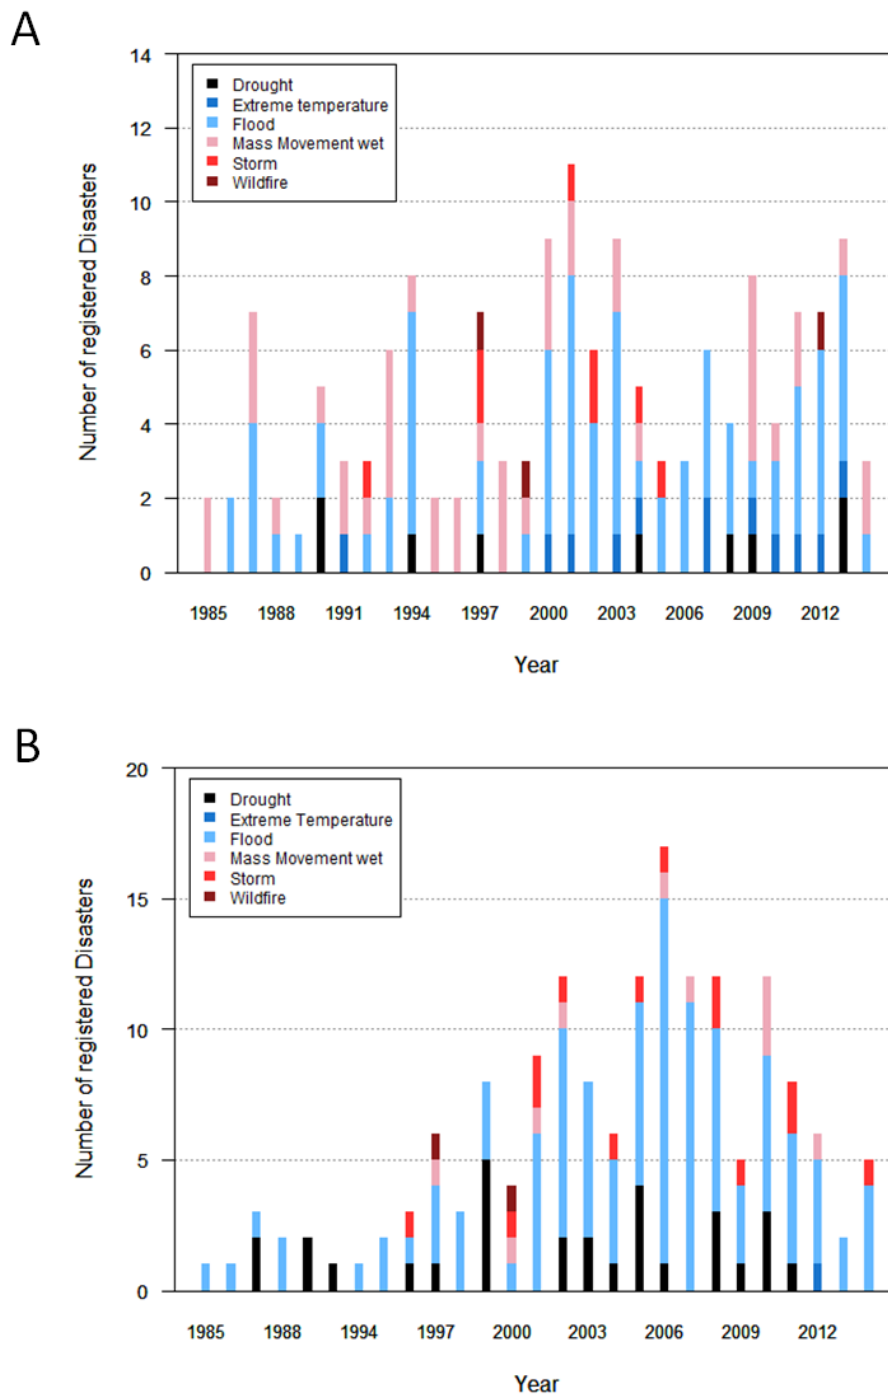 A
14
12
10
8
6
4
2
0
Number of registered Disasters
Drought
Extreme temperature
Flood
Mass Movement wet
Storm
Wildfire
1985 1988 1991 1994 1997 2000 2003 2006 2009 2012
Year
B
20
15
10
5
0
Number of registered Disasters
Drought
Extreme Temperature
Flood
Mass Movement wet
Storm
Wildfire
1985 1988 1994 1997 2000 2003 2006 2009 2012
Year